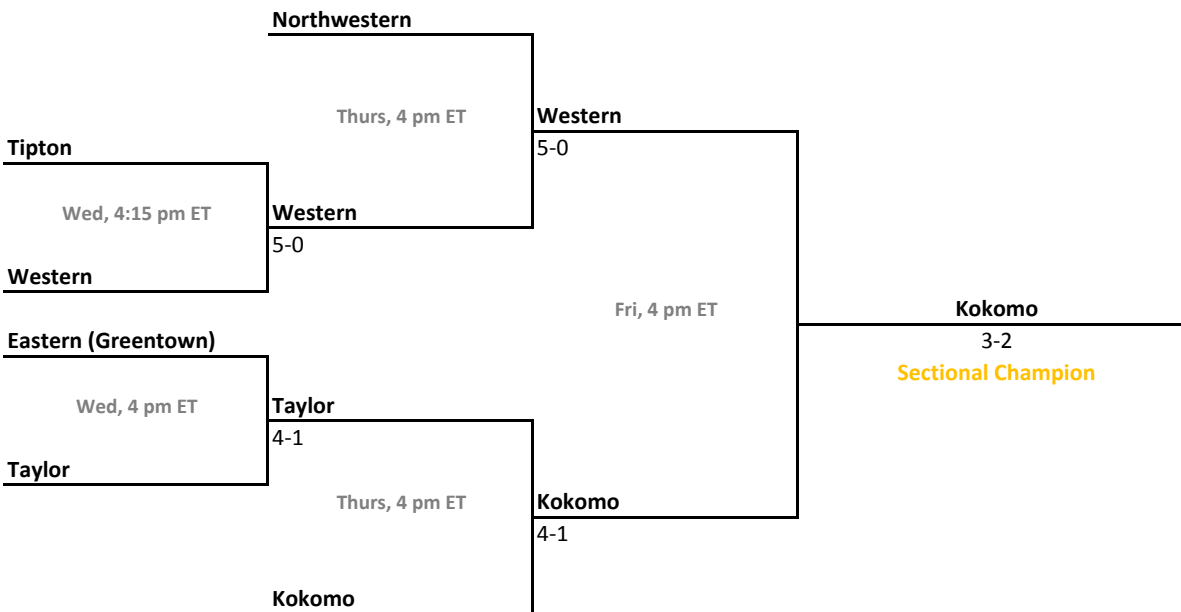 Northwestern
Thurs, 4 pm ET
Western
5-0
Tipton
Wed, 4:15 pm ET
Western
5-0
Western
Fri, 4 pm ET
Kokomo
3-2
Sectional Champion
Eastern (Greentown)
Wed, 4 pm ET
Taylor
4-1
Taylor
Thurs, 4 pm ET
Kokomo
4-1
Kokomo